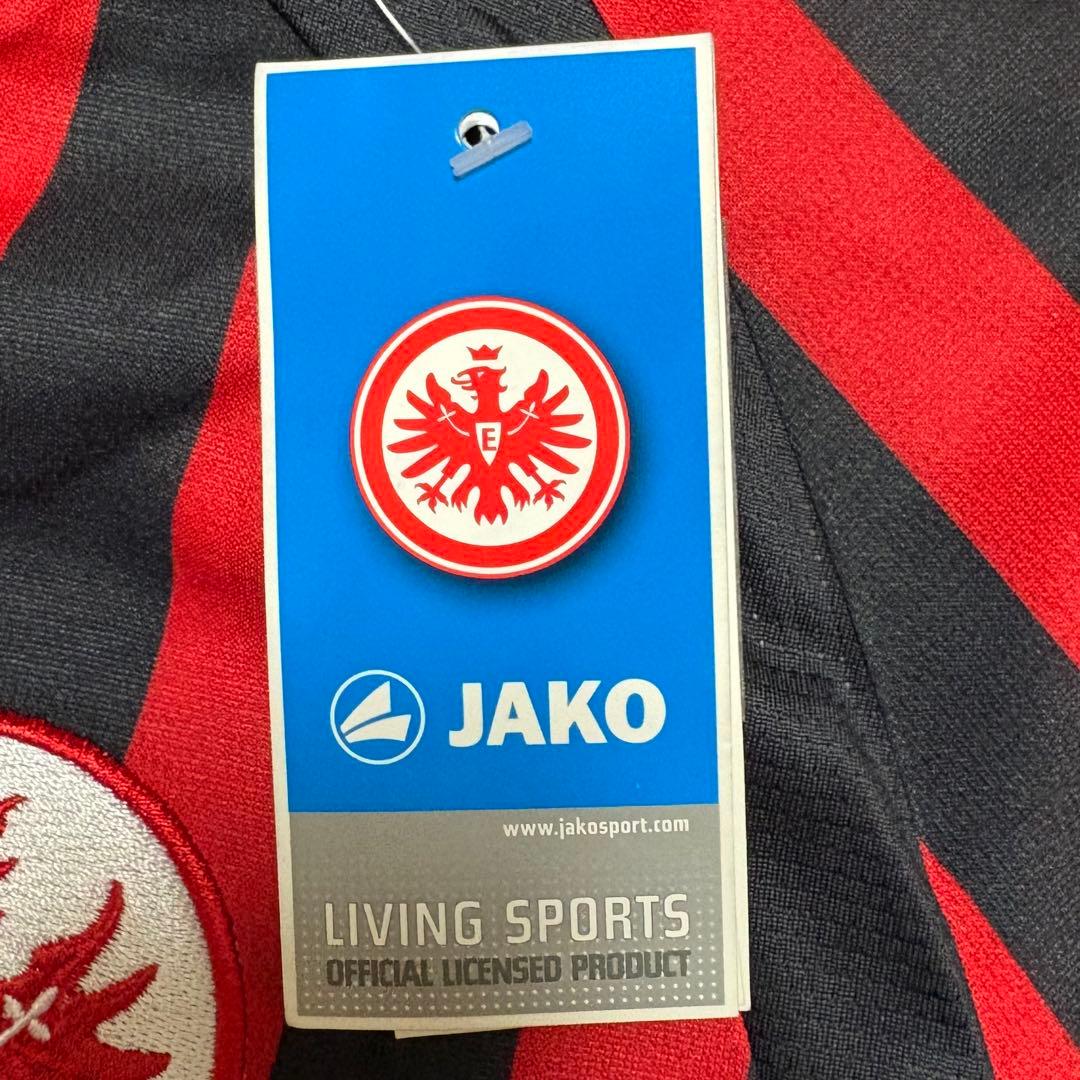 E
JAKO
www.jakosport.com
LIVING SPORTS
OFFICIAL LICENSED PRODUCT